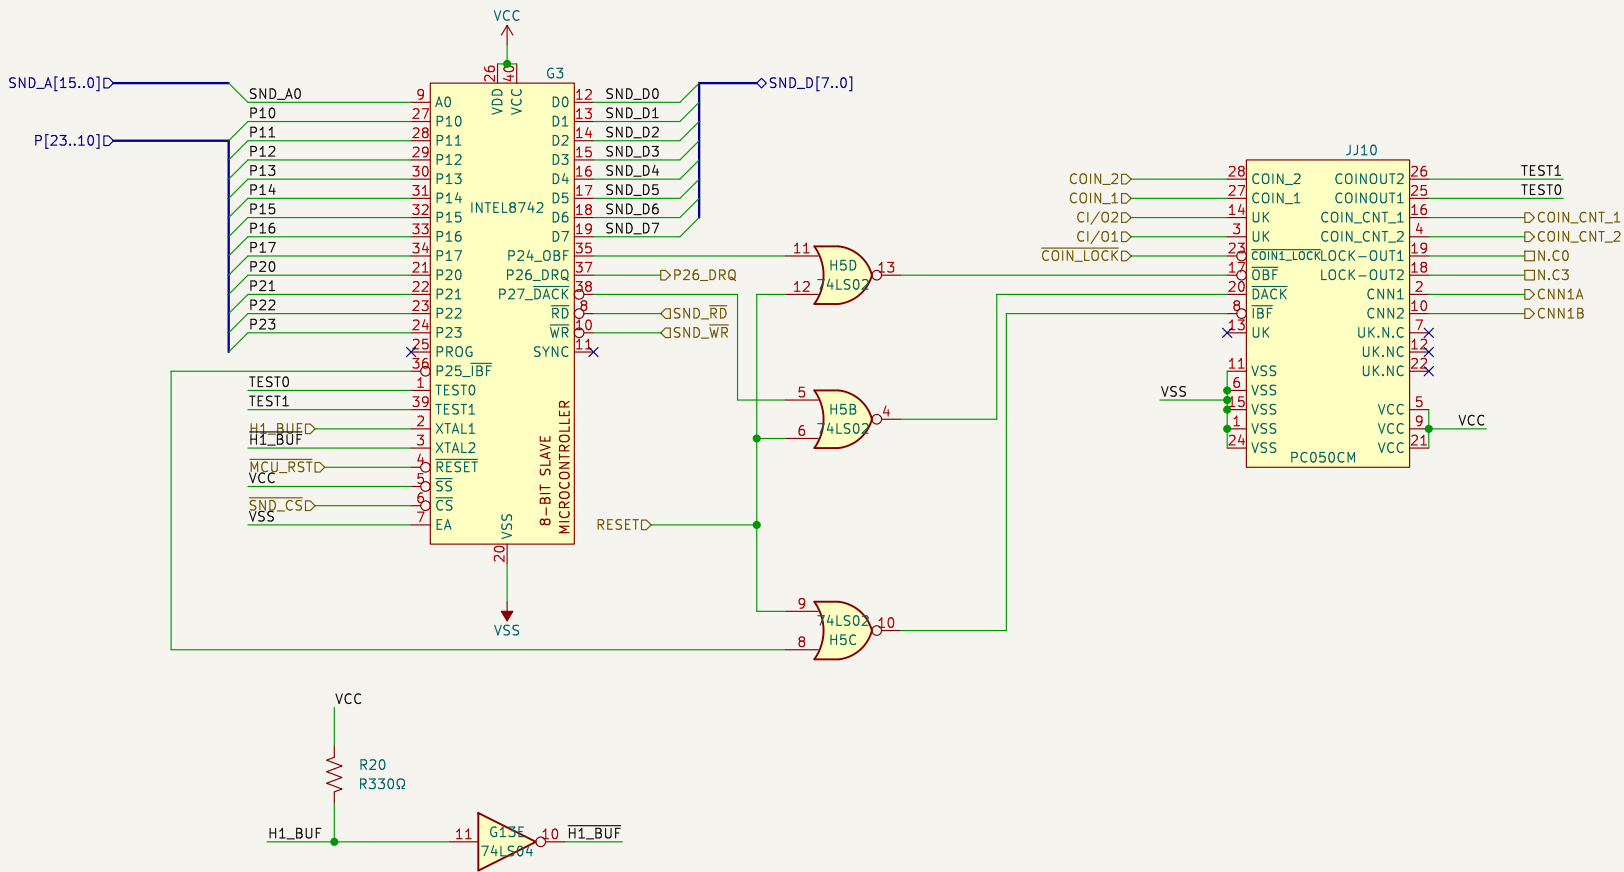 VCC
SND_A[15..0]
P[23..10]
SND_A0
P10
P11
P12
P13
P14
P15
P16
P17
P20
P21
P22
P23
TEST0
TEST1
H1_BUF
H1_BUF
MCU_RST
VCC
SND_CS
VSS
9
27
28
29
30
31
32
33
34
21
22
23
24
25
36
1
39
2
3
4
5
6
7
G3
26
40
VDD
VCC
A0
P10
P11
P12
P13
P14
P15
P16
P17
P20
P21
P22
P23
PROG
P25_IBF
TEST0
TEST1
XTAL1
XTAL2
RESET
SS
CS
EA
INTEL8742
8-BIT SLAVE
MICROCONTROLLER
VSS
20
VSS
D0
D1
D2
D3
D4
D5
D6
D7
P24_OBF
P26_DRQ
P27_DACK
RD
WR
SYNC
12
13
14
15
16
17
18
19
35
37
38
8
10
11
SND_D0
SND_D1
SND_D2
SND_D3
SND_D4
SND_D5
SND_D6
SND_D7
SND_D[7..0]
P26_DRQ
SND_RD
SND_WR
RESET
11
12
H5D
74LS02
13
5
6
H5B
74LS02
4
9
8
74LS02
H5C
10
COIN_2
COIN_1
CI/O2
CI/O1
COIN_LOCK
VSS
28
27
14
3
23
17
20
8
13
11
6
15
1
24
JJ10
COIN_2
COIN_1
UK
UK
COIN1_LOCK
OBF
DACK
IBF
UK
VSS
VSS
VSS
VSS
VSS
COINOUT2
COINOUT1
COIN_CNT_1
COIN_CNT_2
LOCK-OUT1
LOCK-OUT2
CNN1
CNN2
UK.N.C
UK.NC
UK.NC
VCC
VCC
VCC
PC050CM
26
25
16
4
19
18
2
10
7
12
22
5
9
21
TEST1
TEST0
COIN_CNT_1
COIN_CNT_2
N.C0
N.C3
CNN1A
CNN1B
VCC
VCC
R20
R330Ω
H1_BUF
11
G13E
74LS04
10
H1_BUF